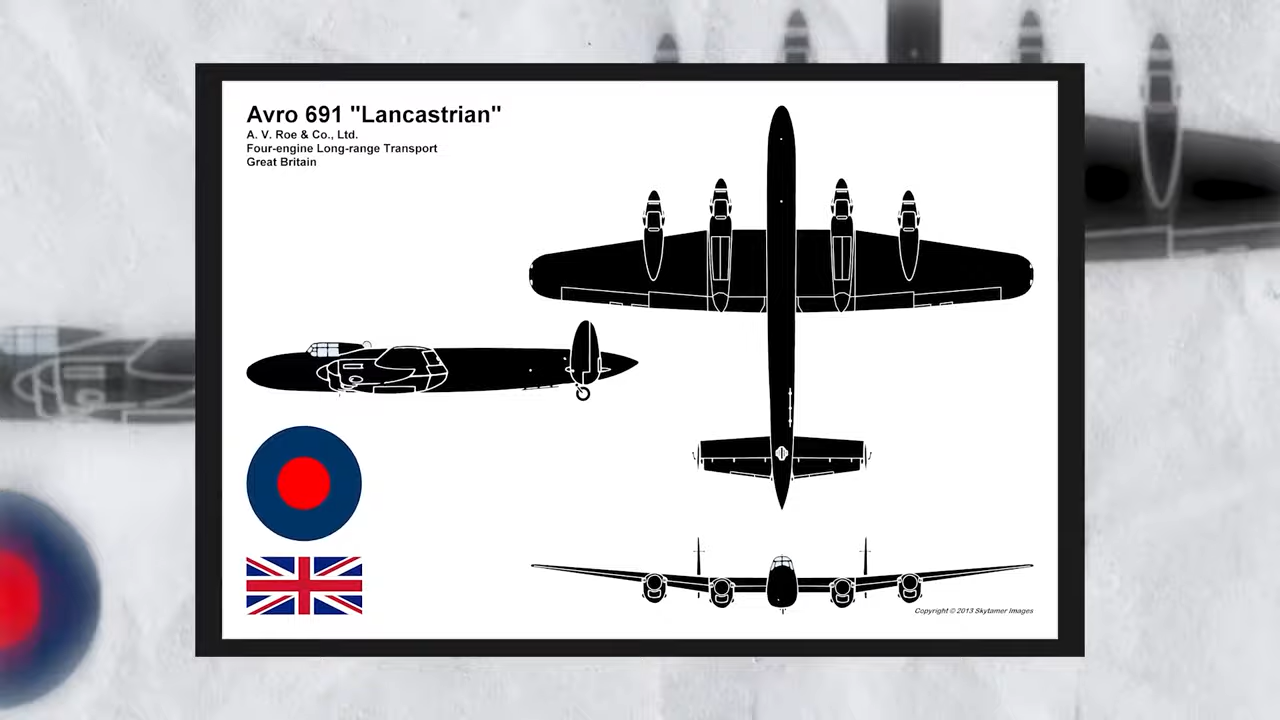 Avro 691 "Lancastrian"
A. V. Roe & Co., Ltd.
Four-engine Long-range Transport
Great Britain
Copyright © 2013 Skytamer Images